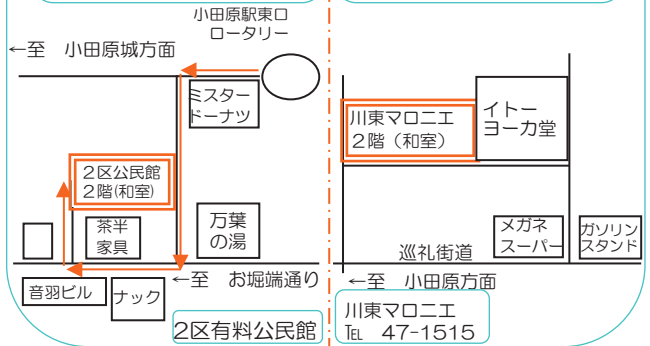 小田原駅東口
ロータリー
←至 小田原城方面
ミスター
ドーナツ
2区公民館
2階(和室)
茶半
家具
万葉
の湯
←至 お堀端通り
音羽ビル
ナック
2区有料公民館
川東マロニエ
2階（和室）
イトー
ヨーカ堂
メガネ
スーパー
ガソリン
スタンド
巡礼街道
←至 小田原方面
川東マロニエ
℡ 47-1515